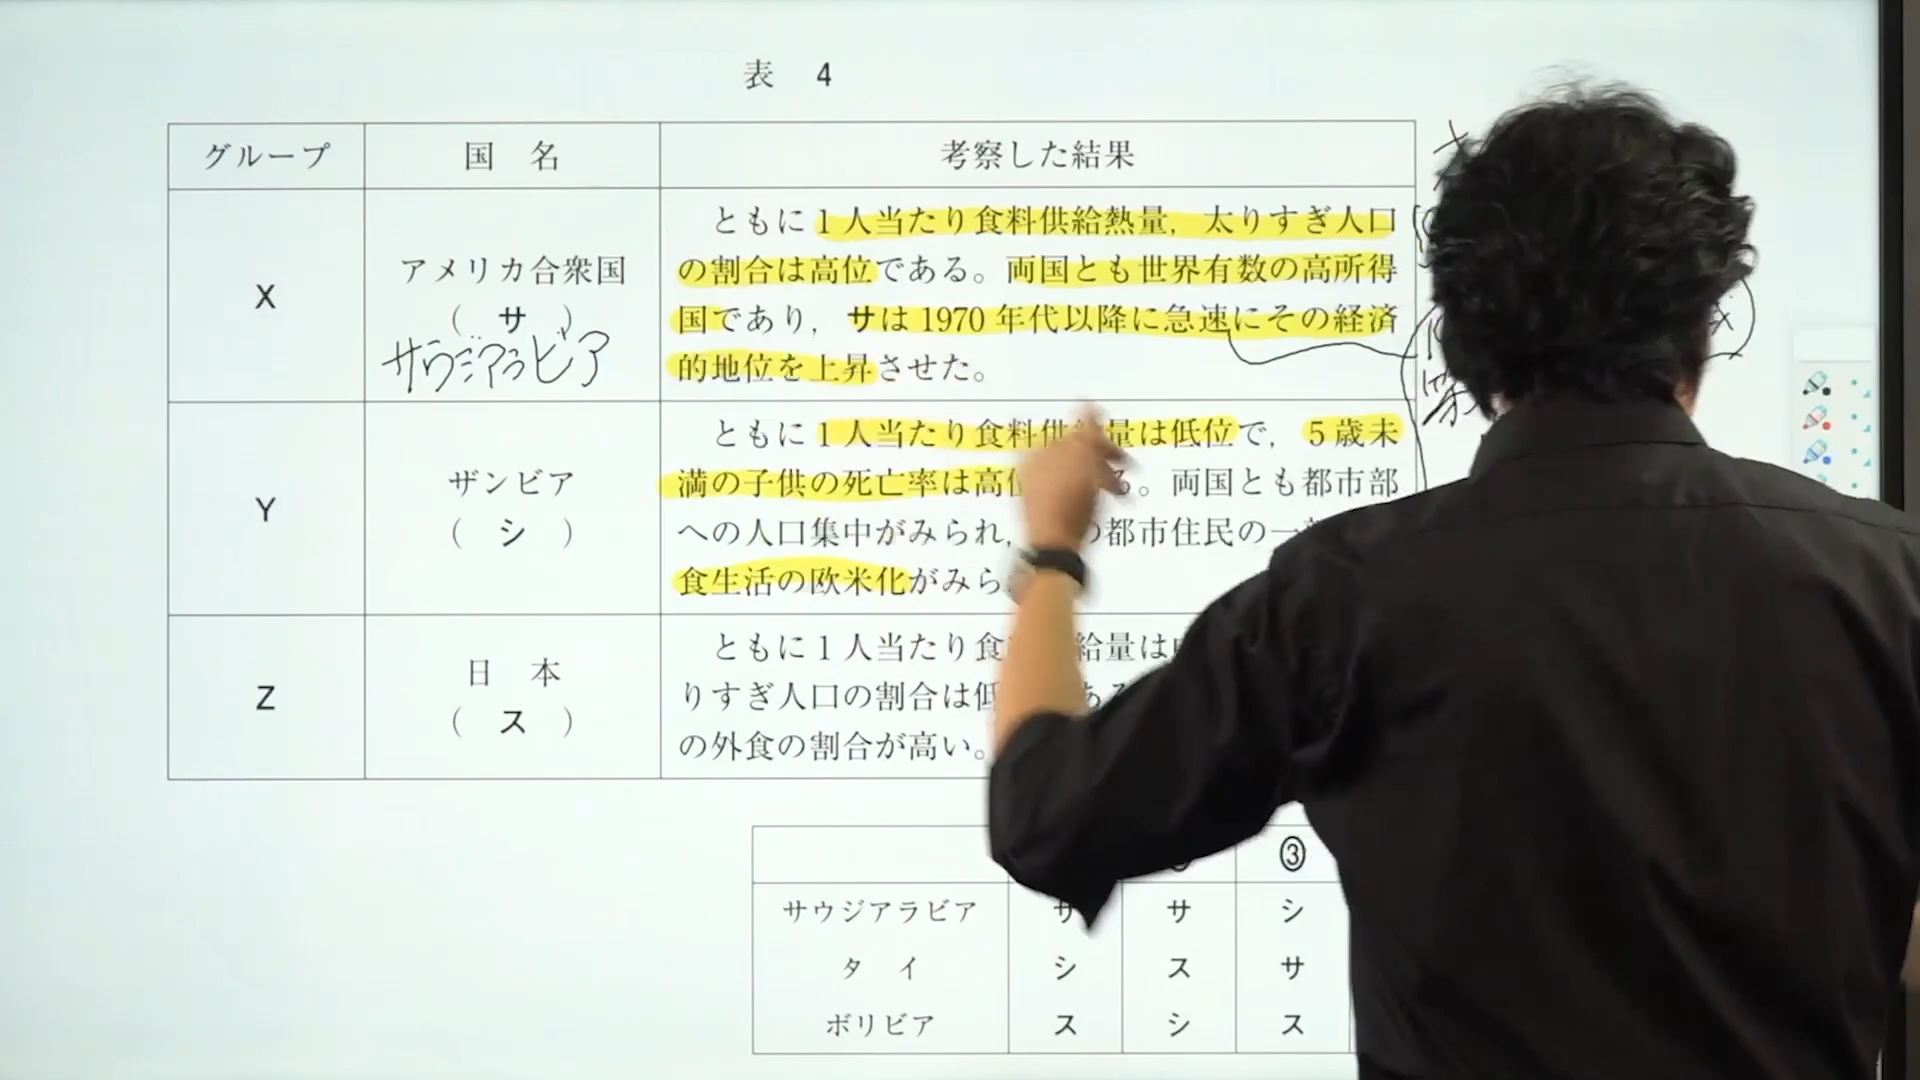 表 4
グループ 国 名 考察した結果
X
アメリカ合衆国
( サ )
サウジアラビア
ともに1人当たり食料供給熱量,太りすぎ人口
の割合は高位である。両国とも世界有数の高所得
国であり,サは1970年代以降に急速にその経済
的地位を上昇させた。
Y
ザンビア
( シ )
ともに1人当たり食料供 量は低位で,5歳未
満の子供の死亡率は高 る。両国とも都市部
への人口集中がみられ, 都市住民の一
食生活の欧米化がみら
Z
日 本
( ス )
ともに1人当たり食 給量は
りすぎ人口の割合は低 ある
の外食の割合が高い。
③
サウジアラビア サ サ シ
タ イ シ ス サ
ボリビア ス シ ス